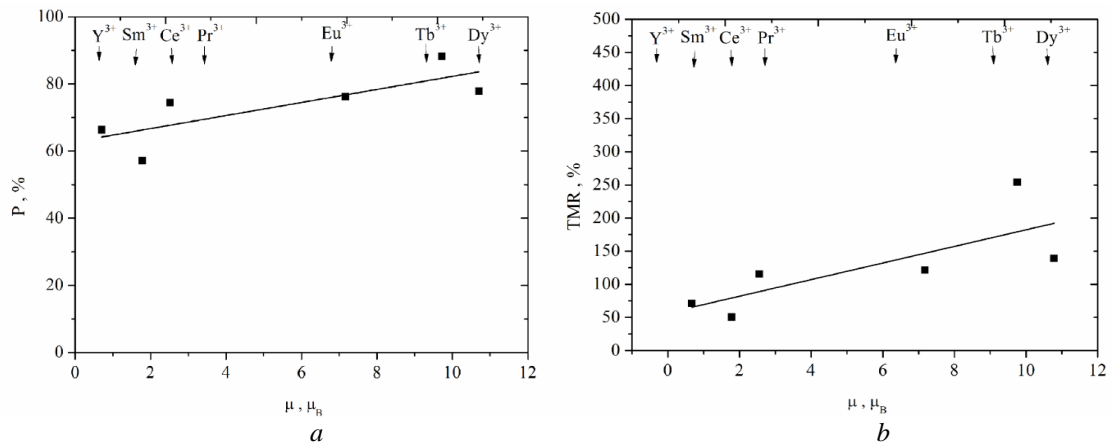 Y³⁺ Sm³⁺ Ce³⁺ Pr³⁺ Eu³⁺ Tb³⁺ Dy³⁺
100
80
60
40
20
0
P, %
0 2 4 6 8 10 12
μ , μ_B
a
Y³⁺ Sm³⁺ Ce³⁺ Pr³⁺ Eu³⁺ Tb³⁺ Dy³⁺
500
450
400
350
300
250
200
150
100
50
0
TMR , %
0 2 4 6 8 10 12
μ , μ_B
b